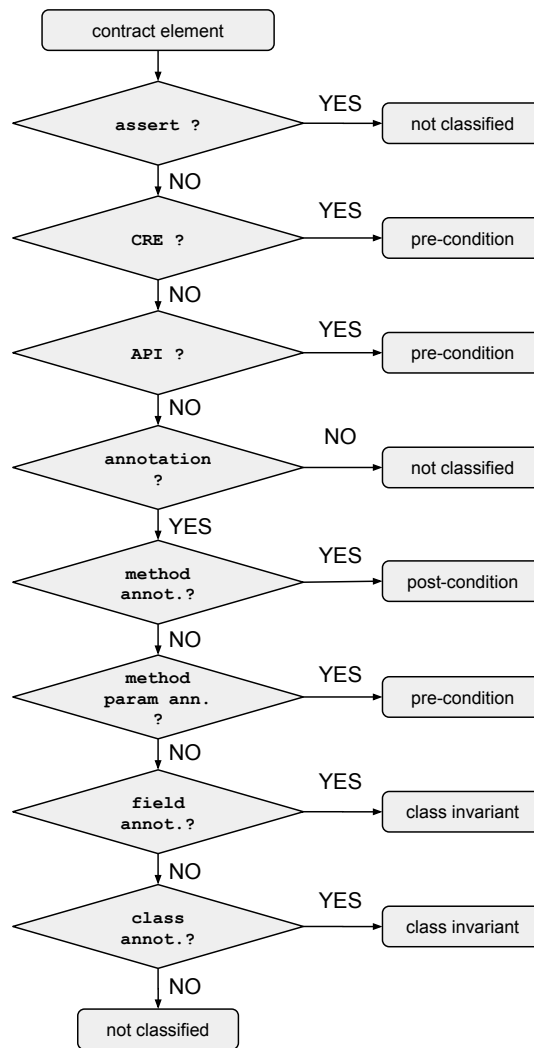 contract element
assert ?
YES
not classified
NO
CRE ?
YES
pre-condition
NO
API ?
YES
pre-condition
NO
annotation
?
NO
not classified
YES
method
annot.?
YES
post-condition
NO
method
param ann.
?
YES
pre-condition
NO
field
annot.?
YES
class invariant
NO
class
annot.?
YES
class invariant
NO
not classified